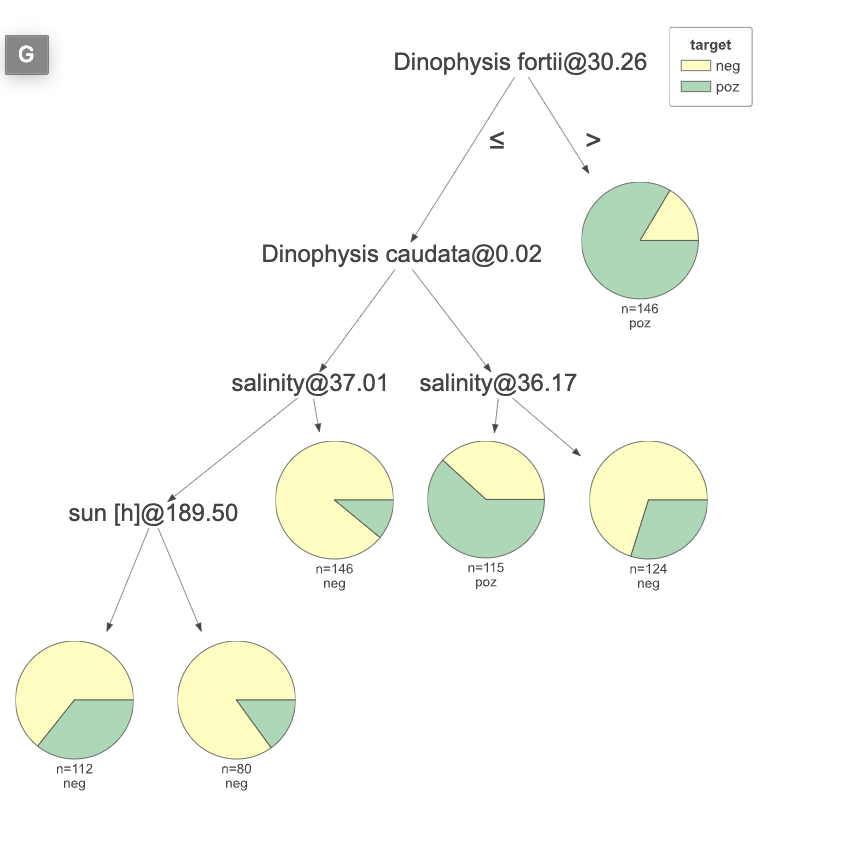 G
Dinophysis fortii@30.26
target
neg
poz
≤
>
Dinophysis caudata@0.02
n=146
poz
salinity@37.01
salinity@36.17
sun [h]@189.50
n=146
neg
n=115
poz
n=124
neg
n=112
neg
n=80
neg